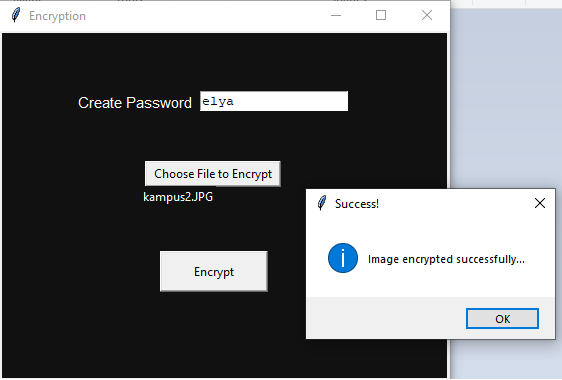 Encryption
Create Password elya
Choose File to Encrypt
kampus2.JPG
Encrypt
Success!
Image encrypted successfully...
OK